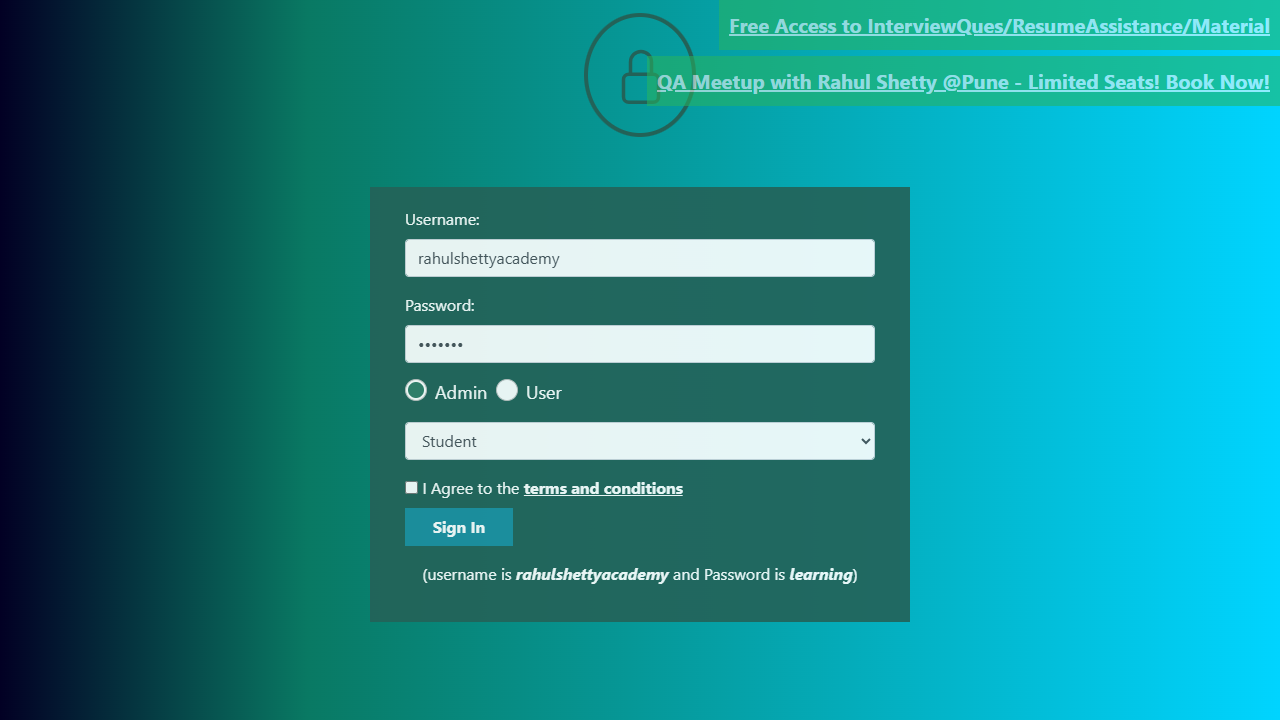 Free Access to InterviewQues/ResumeAssistance/Material
QA Meetup with Rahul Shetty @Pune - Limited Seats! Book Now!
Username:
rahulshettyacademy
Password:
•••••••
Admin User
Student
I Agree to the terms and conditions
Sign In
(username is rahulshettyacademy and Password is learning)